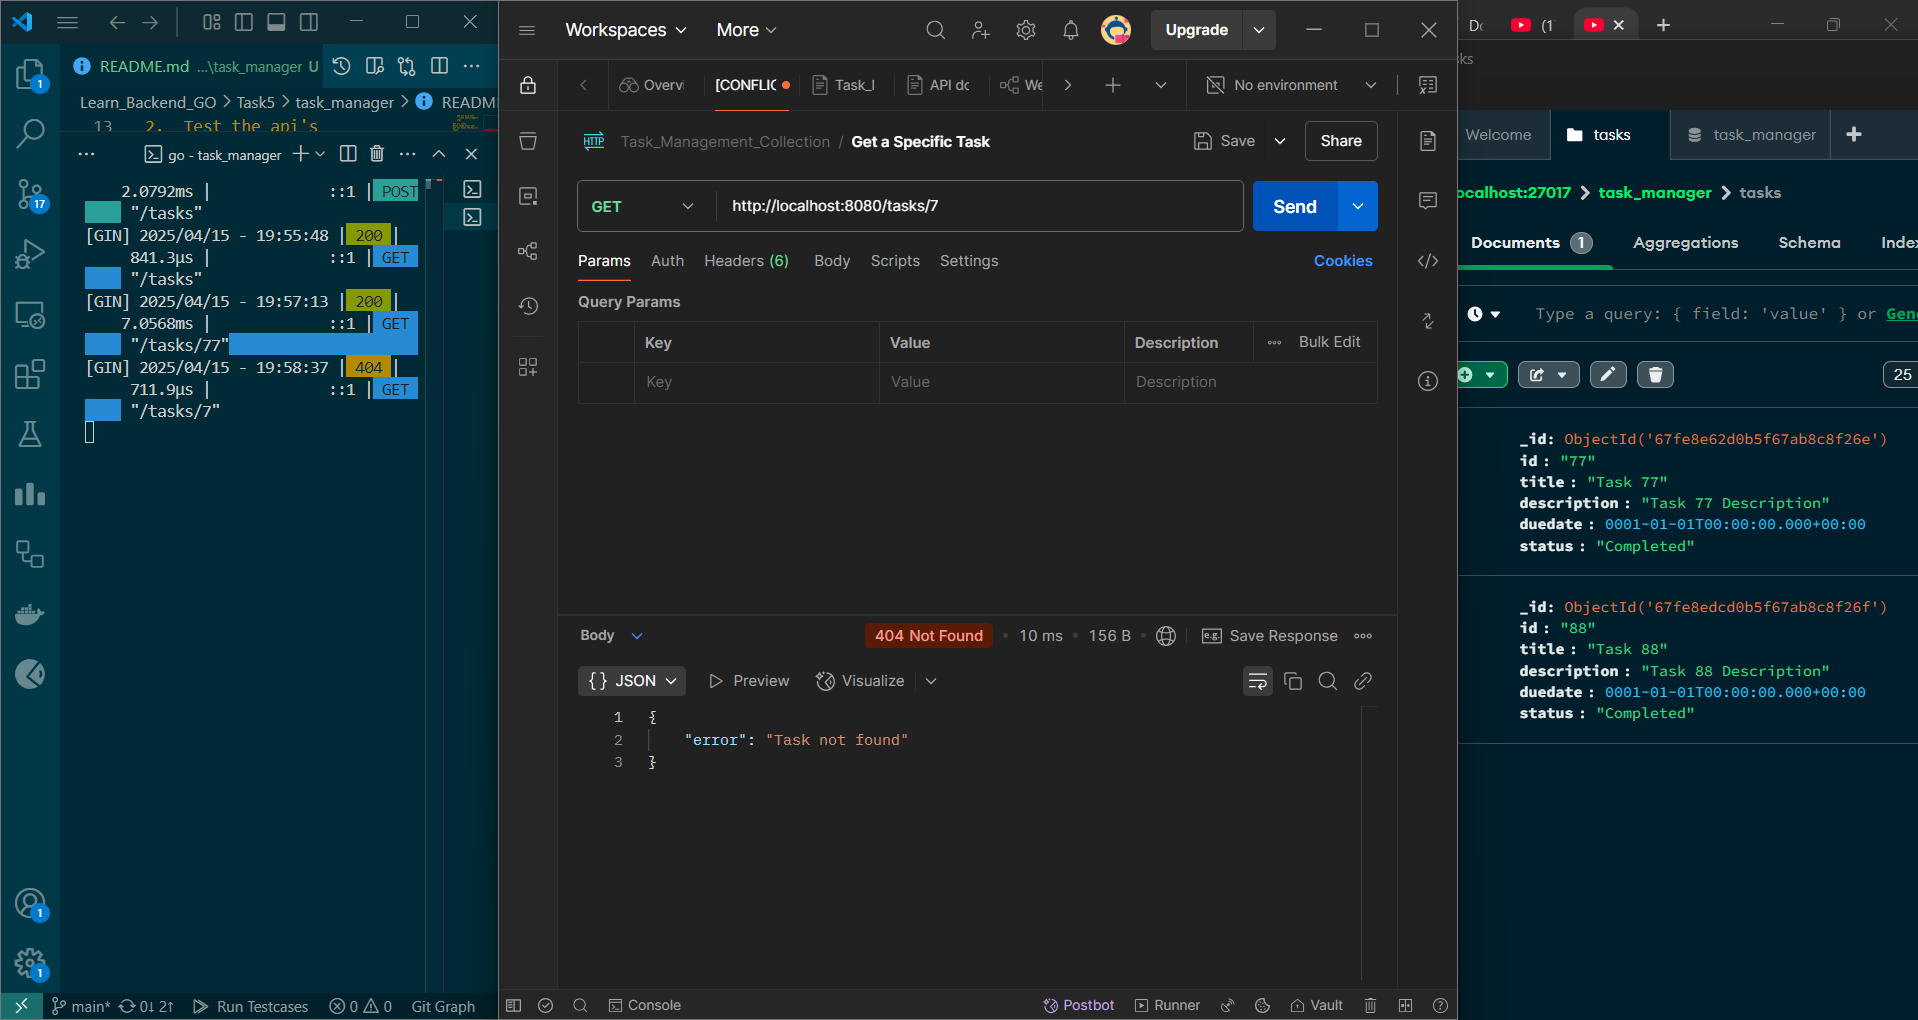 README.md ...\task_manager U
Learn_Backend_GO > Task5 > task_manager > README
13 2. Test the api's
go - task_manager
2.0792ms | ::1 | POST
"/tasks"
[GIN] 2025/04/15 - 19:55:48 | 200 |
841.3µs | ::1 | GET
"/tasks"
[GIN] 2025/04/15 - 19:57:13 | 200 |
7.0568ms | ::1 | GET
"/tasks/77"
[GIN] 2025/04/15 - 19:58:37 | 404 |
711.9µs | ::1 | GET
"/tasks/7"
1
17
1
1
main* 0↓ 2↑ Run Testcases 0 0 Git Graph
Workspaces More Upgrade
Overvi [CONFLIC Task_I API dc We No environment
HTTP Task_Management_Collection / Get a Specific Task Save Share
GET http://localhost:8080/tasks/7 Send
Params Auth Headers (6) Body Scripts Settings Cookies
Query Params
Key Value Description Bulk Edit
Key Value Description
Body 404 Not Found • 10 ms • 156 B e.g. Save Response
{} JSON Preview Visualize
1 {
2 "error": "Task not found"
3 }
Console Postbot Runner Vault
(1
sks
Welcome tasks task_manager
ocalhost:27017 > task_manager > tasks
Documents 1 Aggregations Schema Index
Type a query: { field: 'value' } or Gene
25
_id: ObjectId('67fe8e62d0b5f67ab8c8f26e')
id : "77"
title : "Task 77"
description : "Task 77 Description"
duedate : 0001-01-01T00:00:00.000+00:00
status : "Completed"
_id: ObjectId('67fe8edcd0b5f67ab8c8f26f')
id : "88"
title : "Task 88"
description : "Task 88 Description"
duedate : 0001-01-01T00:00:00.000+00:00
status : "Completed"